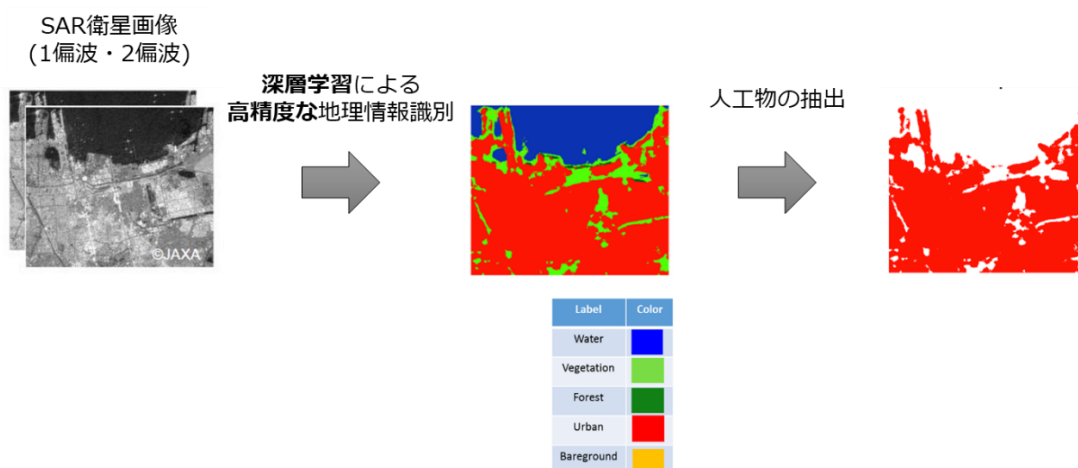 SAR衛星画像
(1偏波・2偏波)
深層学習による
高精度な地理情報識別
人工物の抽出
©JAXA
Label Color
Water
Vegetation
Forest
Urban
Bareground